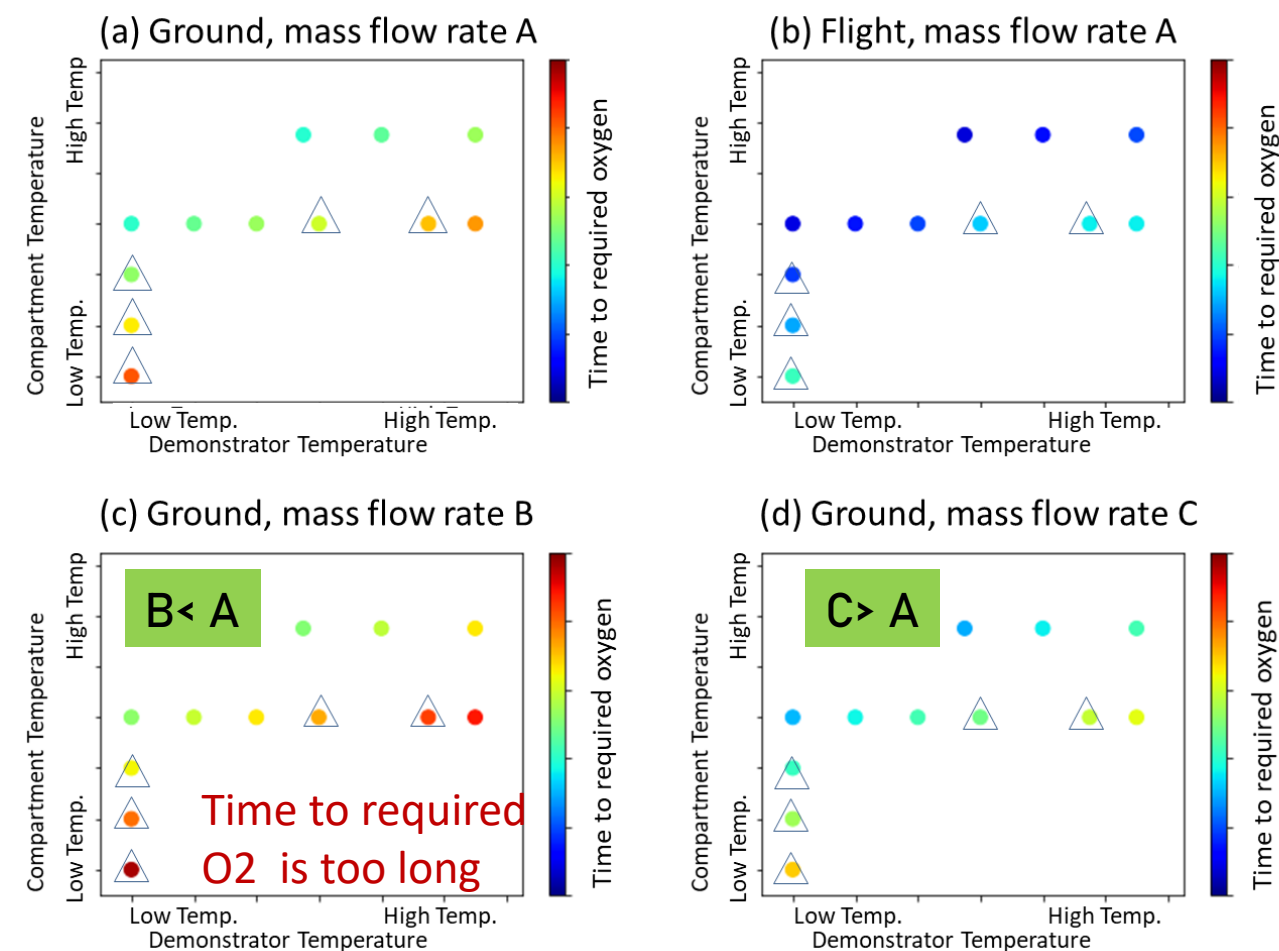 (a) Ground, mass flow rate A
High Temp
Compartment Temperature
Low Temp.
Low Temp.
High Temp.
Demonstrator Temperature
Time to required oxygen
(b) Flight, mass flow rate A
High Temp
Compartment Temperature
Low Temp.
Low Temp.
High Temp.
Demonstrator Temperature
Time to required oxygen
(c) Ground, mass flow rate B
B< A
High Temp
Compartment Temperature
Low Temp.
Time to required
O2 is too long
Low Temp.
High Temp.
Demonstrator Temperature
Time to required oxygen
(d) Ground, mass flow rate C
C> A
High Temp
Compartment Temperature
Low Temp.
Low Temp.
High Temp.
Demonstrator Temperature
Time to required oxygen